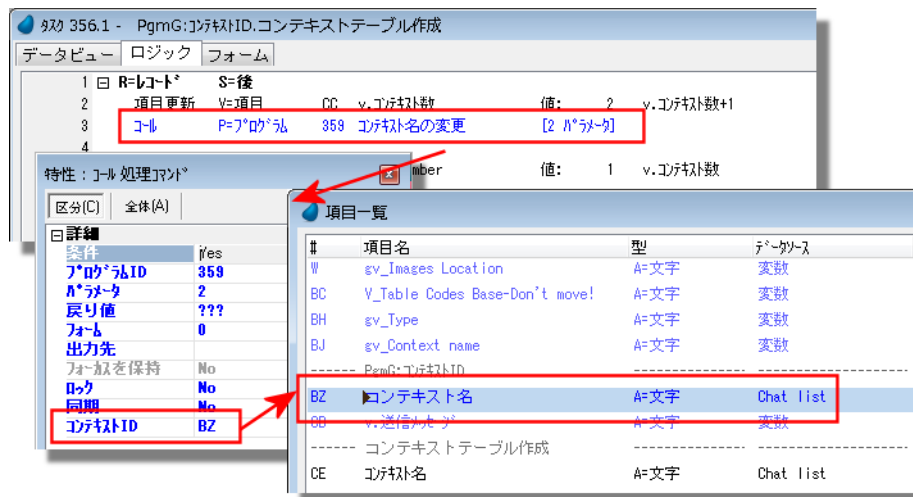 ﾀｽｸ 356.1 - PgmG:ｺﾝﾃｷｽﾄID.コンテキストテーブル作成
データビュー ロジック フォーム
1 R=ﾚｺｰﾄﾞ S=後
2 項目更新 V=項目 CC v.ｺﾝﾃｷｽﾄ数 値: 2 v.ｺﾝﾃｷｽﾄ数+1
3 ｺｰﾙ P=ﾌﾟﾛｸﾞﾗﾑ 359 ｺﾝﾃｷｽﾄ名の変更 [2 ﾊﾟﾗﾒｰﾀ]
4
mber 値: 1 v.ｺﾝﾃｷｽﾄ数
特性 : ｺｰﾙ 処理ｺﾏﾝﾄﾞ
区分(C) 全体(A)
詳細
条件 Yes
ﾌﾟﾛｸﾞﾗﾑID 359
ﾊﾟﾗﾒｰﾀ 2
戻り値 ???
ﾌｫｰﾑ 0
出力先
ﾌｫｰｶｽを保持 No
ﾛｯｸ No
同期 No
ｺﾝﾃｷｽﾄID BZ
項目一覧
# 項目名 型 ﾃﾞｰﾀｿｰｽ
W gv_Images Location A=文字 変数
BC V_Table Codes Base-Don't move! A=文字 変数
BH gv_Type A=文字 変数
BJ gv_Context name A=文字 変数
------ PgmG:ｺﾝﾃｷｽﾄID
BZ コンテキスト名 A=文字 Chat list
CB v.送信ﾒｯｾｰｼﾞ A=文字 変数
------ コンテキストテーブル作成
CE ｺﾝﾃｷｽﾄ名 A=文字 Chat list